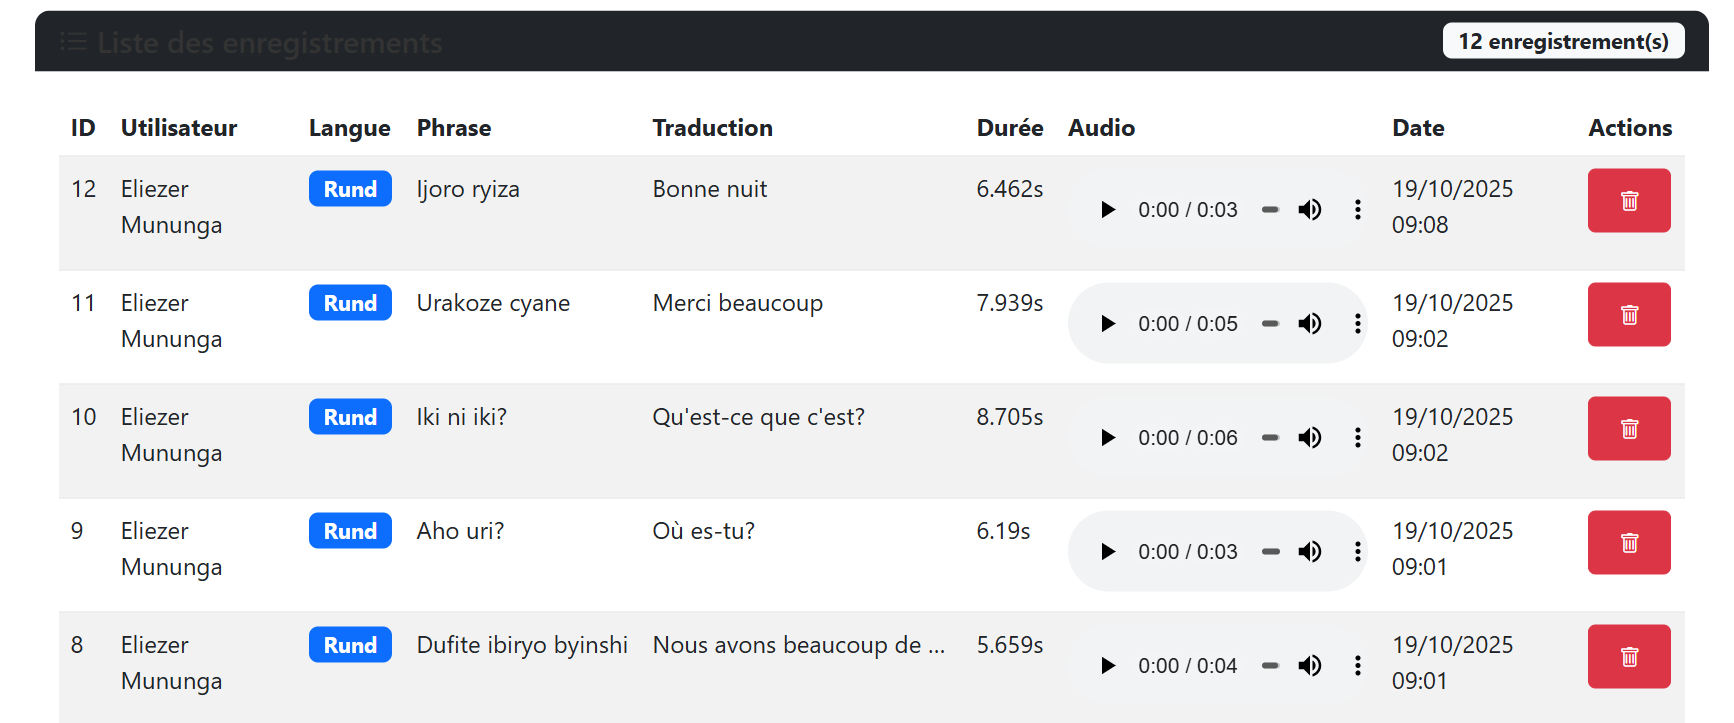 Liste des enregistrements
12 enregistrement(s)
ID Utilisateur Langue Phrase Traduction Durée Audio Date Actions
12 Eliezer Rund Ijoro ryiza Bonne nuit 6.462s 0:00 / 0:03 19/10/2025
Mununga 09:08
11 Eliezer Rund Urakoze cyane Merci beaucoup 7.939s 0:00 / 0:05 19/10/2025
Mununga 09:02
10 Eliezer Rund Iki ni iki? Qu'est-ce que c'est? 8.705s 0:00 / 0:06 19/10/2025
Mununga 09:02
9 Eliezer Rund Aho uri? Où es-tu? 6.19s 0:00 / 0:03 19/10/2025
Mununga 09:01
8 Eliezer Rund Dufite ibiryo byinshi Nous avons beaucoup de ... 5.659s 0:00 / 0:04 19/10/2025
Mununga 09:01